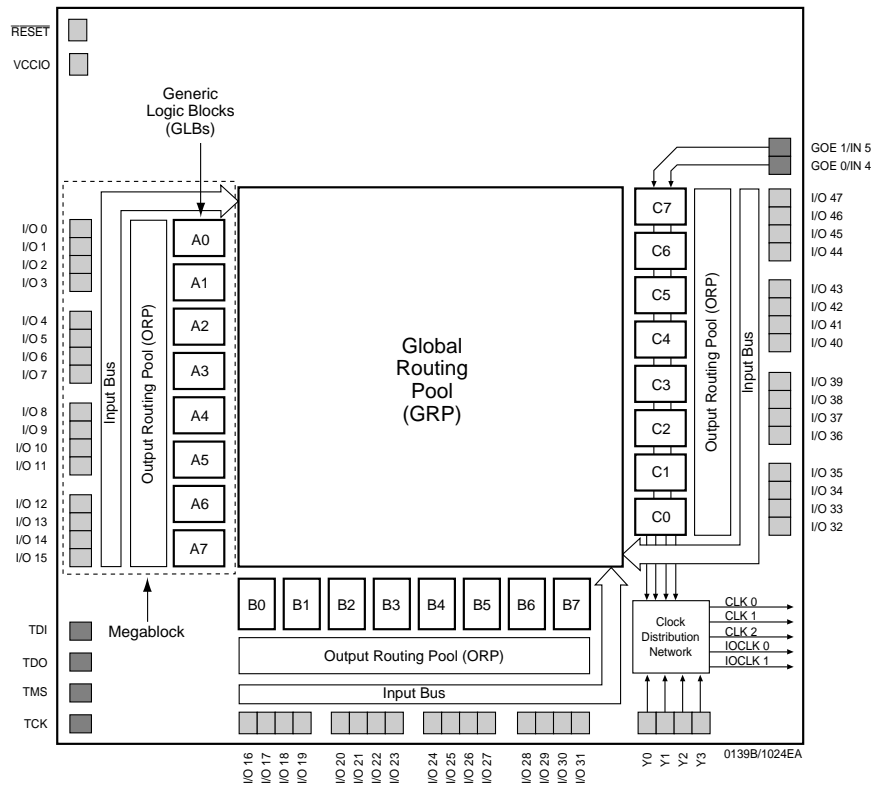 RESET
VCCIO
Generic
Logic Blocks
(GLBs)
GOE 1/IN 5
GOE 0/IN 4
I/O 0
I/O 1
I/O 2
I/O 3
I/O 4
I/O 5
I/O 6
I/O 7
I/O 8
I/O 9
I/O 10
I/O 11
I/O 12
I/O 13
I/O 14
I/O 15
Input Bus
Output Routing Pool (ORP)
A0
A1
A2
A3
A4
A5
A6
A7
Global
Routing
Pool
(GRP)
C7
C6
C5
C4
C3
C2
C1
C0
Output Routing Pool (ORP)
Input Bus
I/O 47
I/O 46
I/O 45
I/O 44
I/O 43
I/O 42
I/O 41
I/O 40
I/O 39
I/O 38
I/O 37
I/O 36
I/O 35
I/O 34
I/O 33
I/O 32
Megablock
TDI
TDO
TMS
TCK
B0 B1 B2 B3 B4 B5 B6 B7
Output Routing Pool (ORP)
Input Bus
Clock
Distribution
Network
CLK 0
CLK 1
CLK 2
IOCLK 0
IOCLK 1
I/O 16
I/O 17
I/O 18
I/O 19
I/O 20
I/O 21
I/O 22
I/O 23
I/O 24
I/O 25
I/O 26
I/O 27
I/O 28
I/O 29
I/O 30
I/O 31
Y0
Y1
Y2
Y3
0139B/1024EA